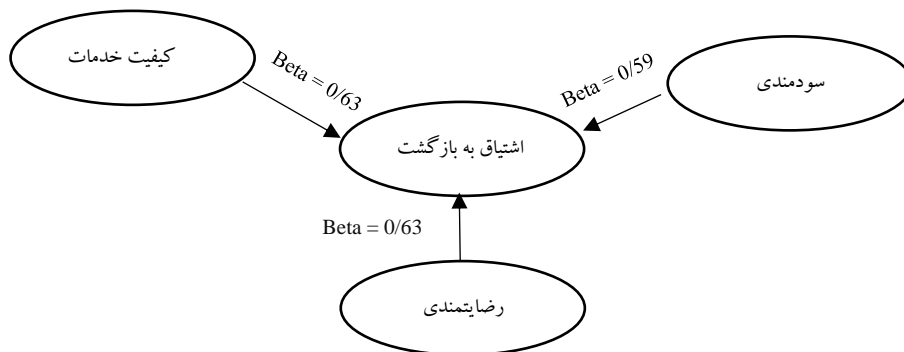 کیفیت خدمات
Beta = 0/63
Beta = 0/59
سودمندی
اشتیاق به بازگشت
Beta = 0/63
رضایتمندی